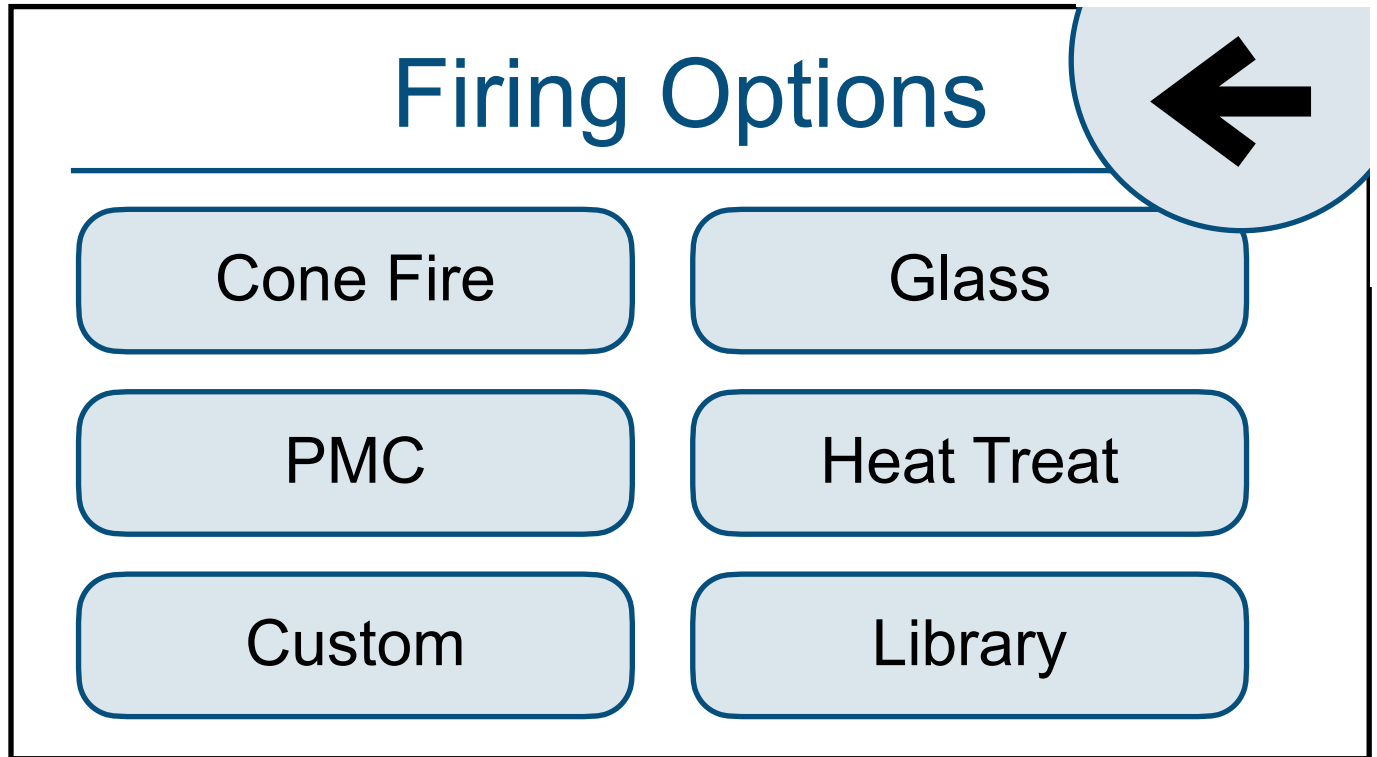 Firing Options
Cone Fire
Glass
PMC
Heat Treat
Custom
Library